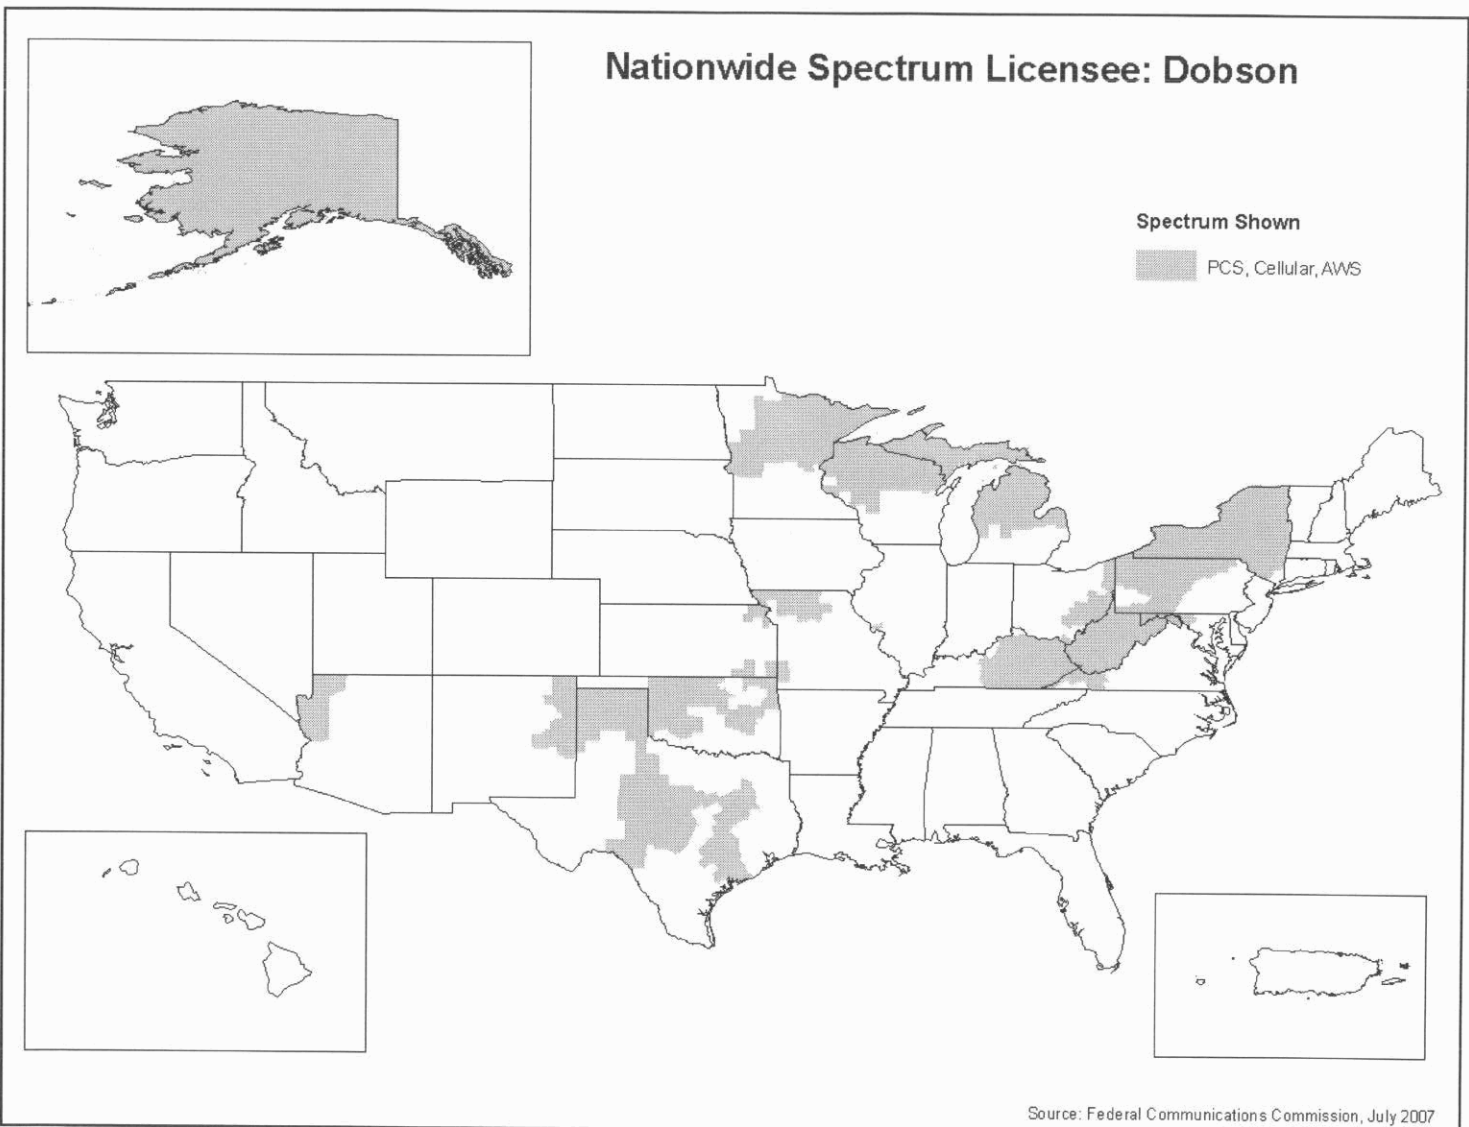 Nationwide Spectrum Licensee: Dobson
Spectrum Shown
PCS, Cellular, AWS
Source: Federal Communications Commission, July 2007